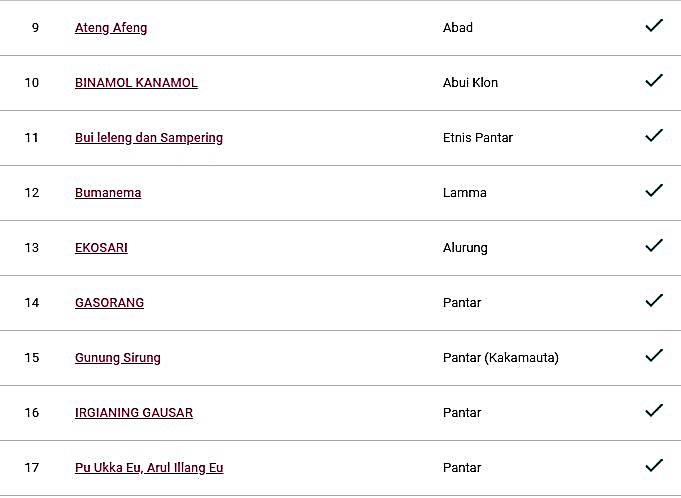 9 Ateng Afeng Abad
10 BINAMOL KANAMOL Abui Klon
11 Bui leleng dan Sampering Etnis Pantar
12 Bumanema Lamma
13 EKOSARI Alurung
14 GASORANG Pantar
15 Gunung Sirung Pantar (Kakamauta)
16 IRGIANING GAUSAR Pantar
17 Pu Ukka Eu, Arul Illang Eu Pantar